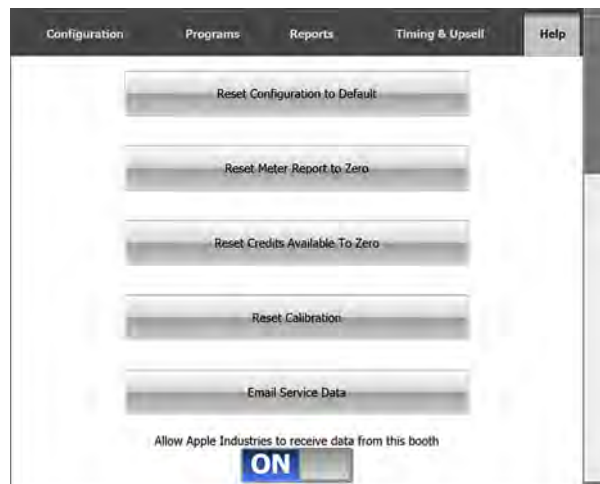 Configuration Programs Reports Timing & Upsell Help
Reset Configuration to Default
Reset Meter Report to Zero
Reset Credits Available To Zero
Reset Calibration
Email Service Data
Allow Apple Industries to receive data from this booth
ON